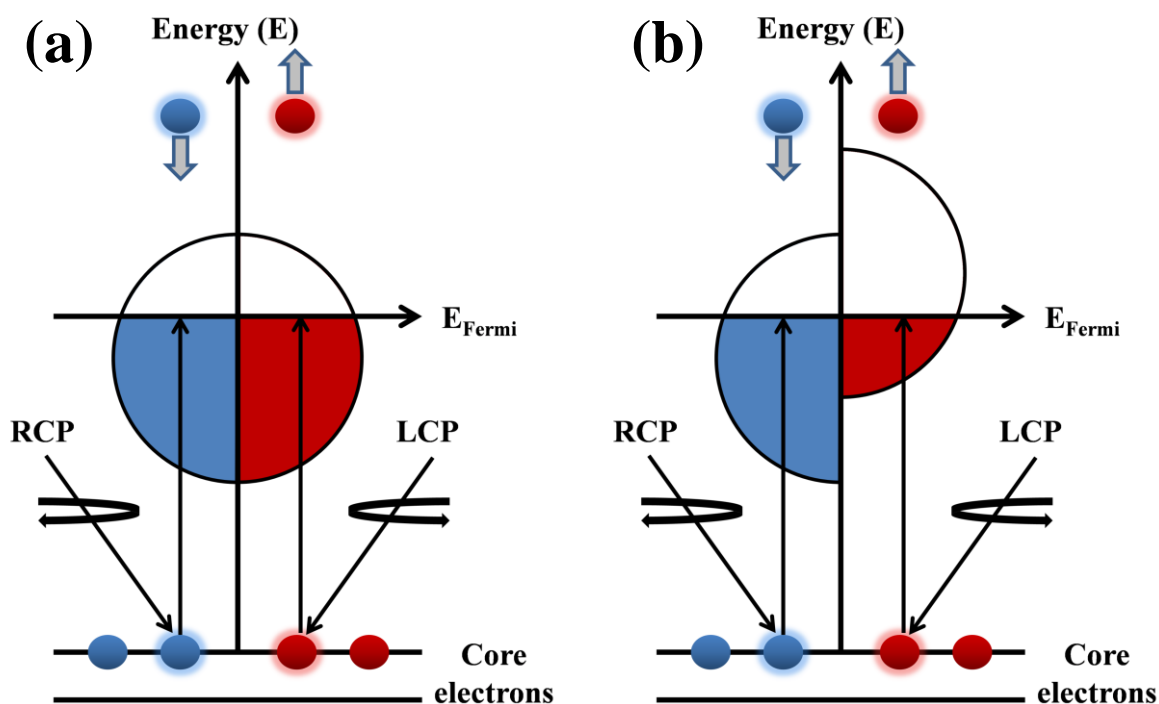 (a)
Energy (E)
E_Fermi
RCP
LCP
Core
electrons
(b)
Energy (E)
E_Fermi
RCP
LCP
Core
electrons